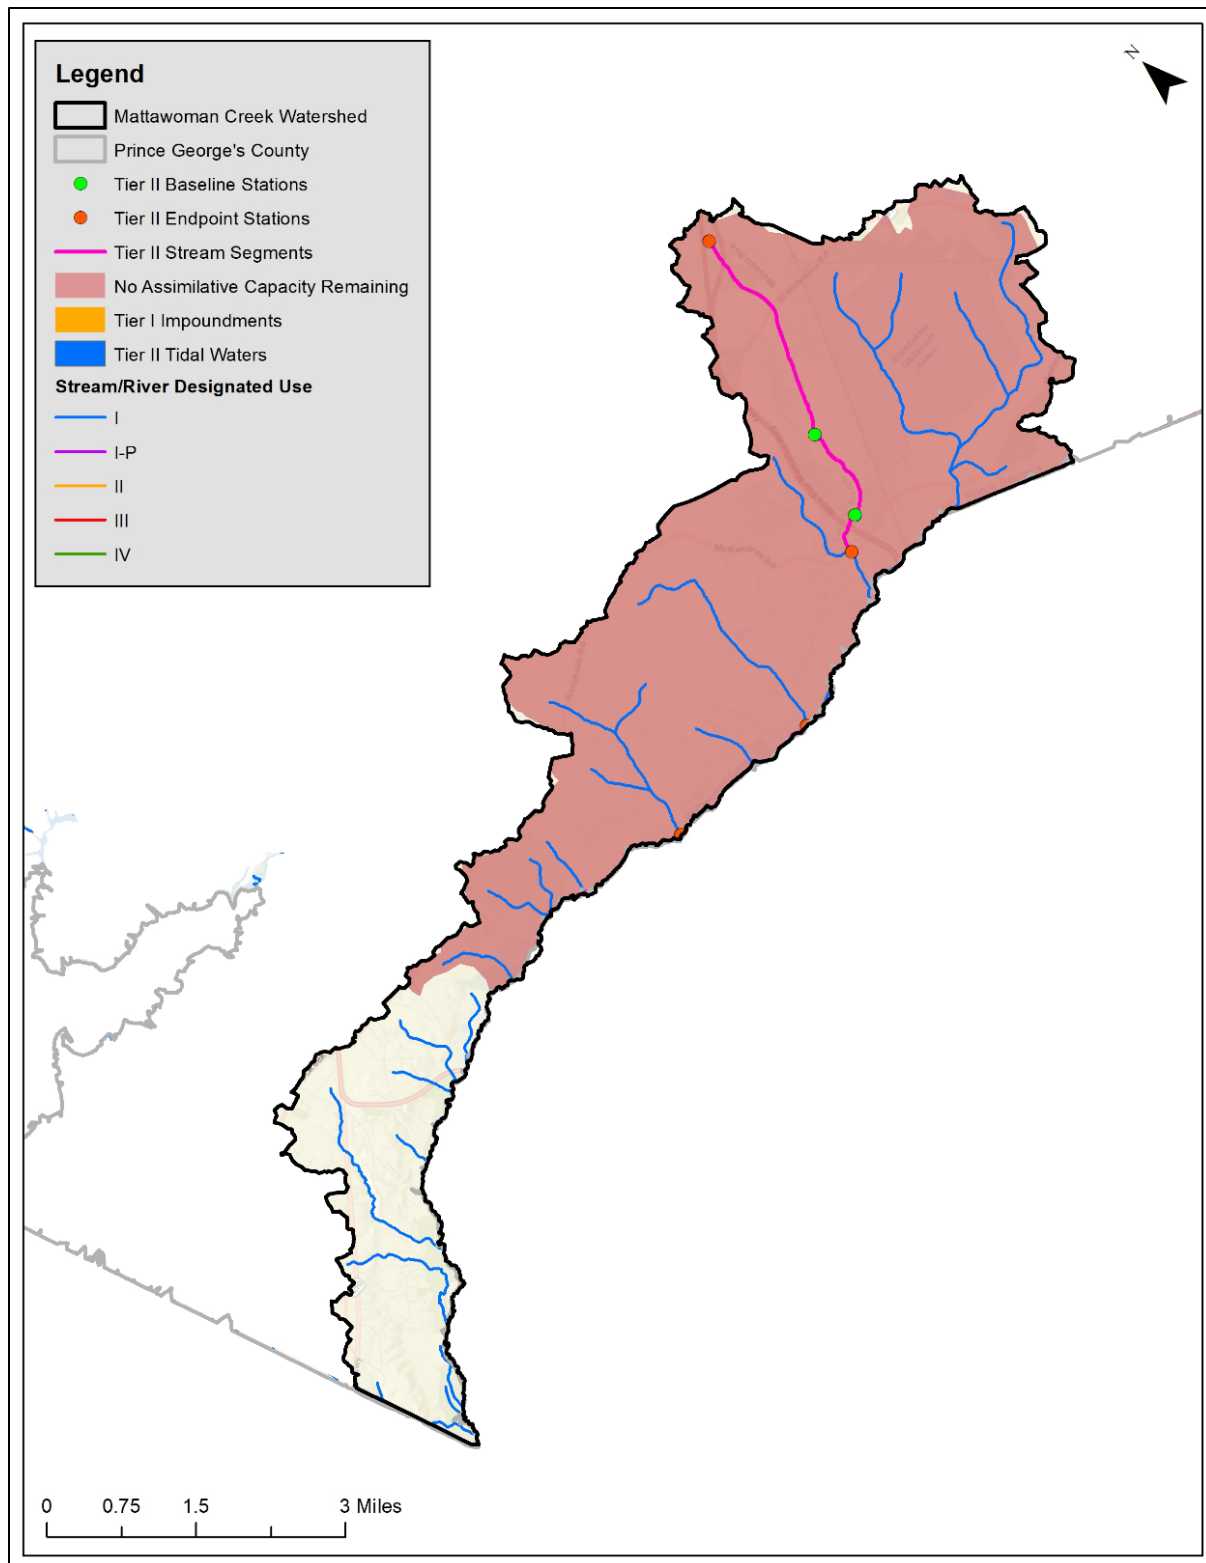 N
Legend
Mattawoman Creek Watershed
Prince George's County
Tier II Baseline Stations
Tier II Endpoint Stations
Tier II Stream Segments
No Assimilative Capacity Remaining
Tier I Impoundments
Tier II Tidal Waters
Stream/River Designated Use
I
I-P
II
III
IV
McKendree Rd
0 0.75 1.5 3 Miles